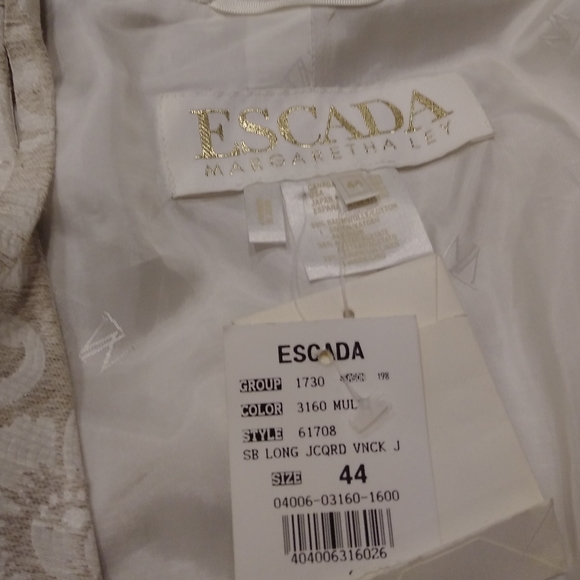 ESCADA
MARGARETHA LEY
ESCADA
GROUP 1730
COLOR 3160 MUL
STYLE 61708
SB LONG JCQRD VNCK J
SIZE 44
04006-03160-1600
404006316026